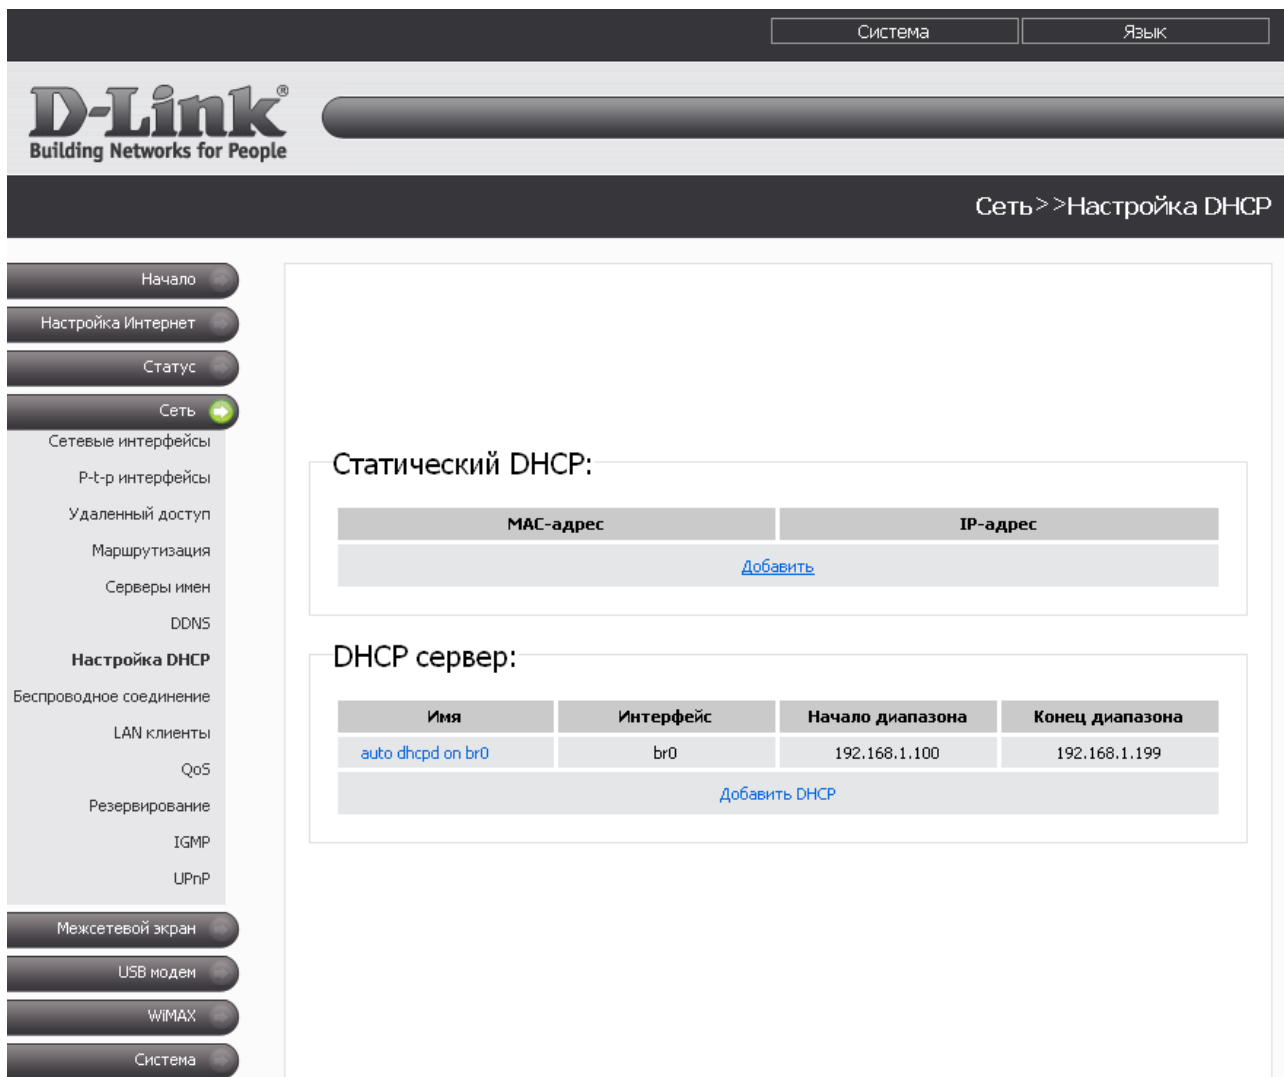 Система Язык
D-Link®
Building Networks for People
Сеть>>Настройка DHCP
Начало
Настройка Интернет
Статус
Сеть
Сетевые интерфейсы
P-t-p интерфейсы
Удаленный доступ
Маршрутизация
Серверы имен
DDNS
Настройка DHCP
Беспроводное соединение
LAN клиенты
QoS
Резервирование
IGMP
UPnP
Межсетевой экран
USB модем
WiMAX
Система
Статический DHCP:
MAC-адрес IP-адрес
Добавить
DHCP сервер:
Имя Интерфейс Начало диапазона Конец диапазона
auto dhcpd on br0 br0 192.168.1.100 192.168.1.199
Добавить DHCP